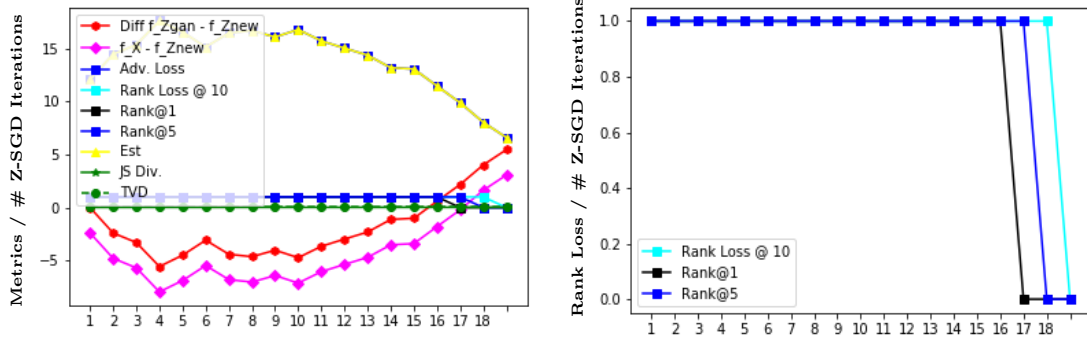 Metrics / # Z-SGD Iterations
15
10
5
0
−5
Diff f_Zgan - f_Znew
f_X - f_Znew
Adv. Loss
Rank Loss @ 10
Rank@1
Rank@5
Est
JS Div.
TVD
1 2 3 4 5 6 7 8 9 10 11 12 13 14 15 16 17 18
Rank Loss / # Z-SGD Iterations
1.0
0.8
0.6
0.4
0.2
0.0
Rank Loss @ 10
Rank@1
Rank@5
1 2 3 4 5 6 7 8 9 10 11 12 13 14 15 16 17 18